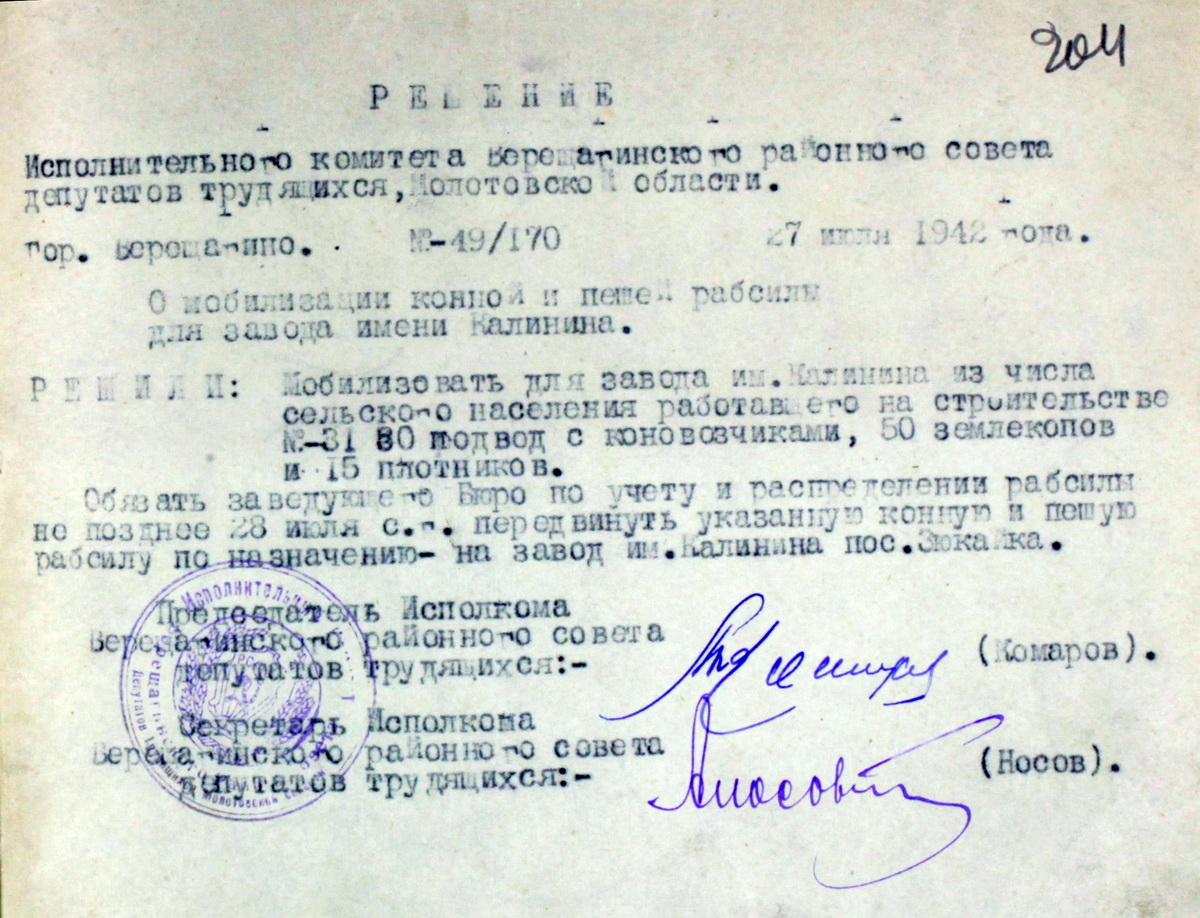 204
РЕШЕНИЕ
Исполнительного комитета Верещагинского районного совета
депутатов трудящихся, Молотовской области.
гор. Верещагино. №-49/170 27 июля 1942 года.
О мобилизации конной и пешей рабсилы
для завода имени Калинина.
РЕШИЛИ: Мобилизовать для завода им.Калинина из числа
сельского населения работавшего на строительстве
№-31 30 подвод с коновозчиками, 50 землекопов
и 15 плотников.
Обязать заведующего Бюро по учету и распределении рабсилы
не позднее 28 июля с.г. передвинуть указанную конную и пешую
рабсилу по назначению- на завод им.Калинина пос.Зюкайка.
Председатель Исполкома
Верещагинского районного совета
депутатов трудящихся:- (Комаров).
Секретарь Исполкома
Верещагинского районного совета
депутатов трудящихся:- (Носов).
Исполнительный
Депутатов
Молотовской